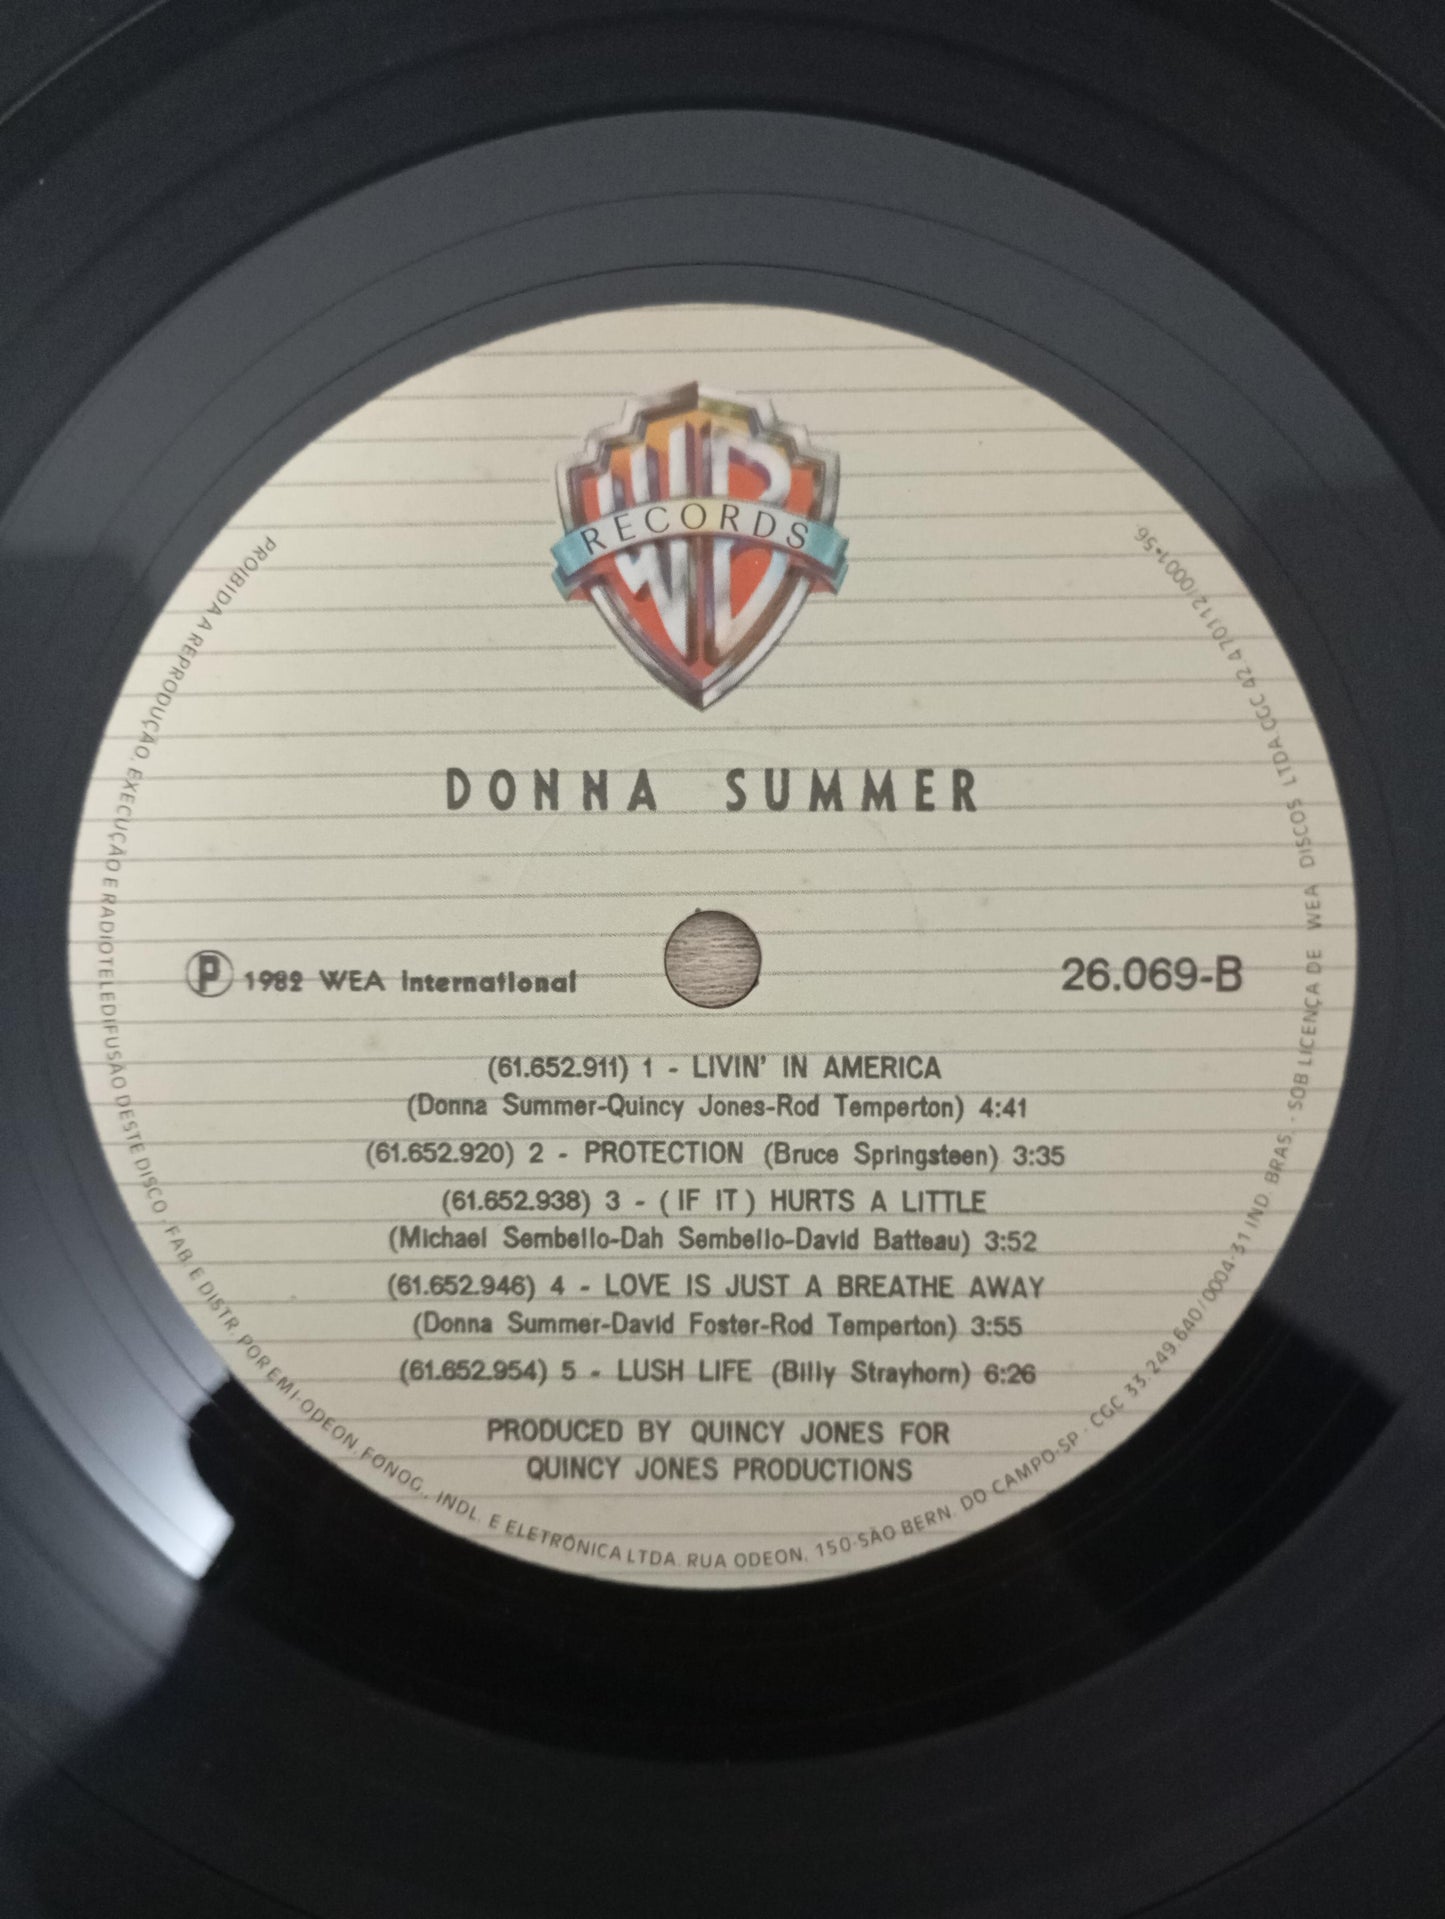 WB
RECORDS
DONNA SUMMER
Ⓟ 1982 WEA International
26.069-B
(61.652.911) 1 - LIVIN' IN AMERICA
(Donna Summer-Quincy Jones-Rod Temperton) 4:41
(61.652.920) 2 - PROTECTION (Bruce Springsteen) 3:35
(61.652.938) 3 - (IF IT) HURTS A LITTLE
(Michael Sembello-Dah Sembello-David Batteau) 3:52
(61.652.946) 4 - LOVE IS JUST A BREATHE AWAY
(Donna Summer-David Foster-Rod Temperton) 3:55
(61.652.954) 5 - LUSH LIFE (Billy Strayhorn) 6:26
PRODUCED BY QUINCY JONES FOR
QUINCY JONES PRODUCTIONS
PROIBIDA A REPRODUÇÃO, EXECUÇÃO E RADIOTELEDIFUSÃO DESTE DISCO · FAB. E DISTR. POR EMI-ODEON, FONOG., INDL. E ELETRÔNICA LTDA. RUA ODEON, 150-SÃO BERN. DO CAMPO-SP · CGC 33.249.640/0004-31 IND. BRAS. · SOB LICENÇA DE WEA DISCOS LTDA. CGC 42 470112/0001-56.